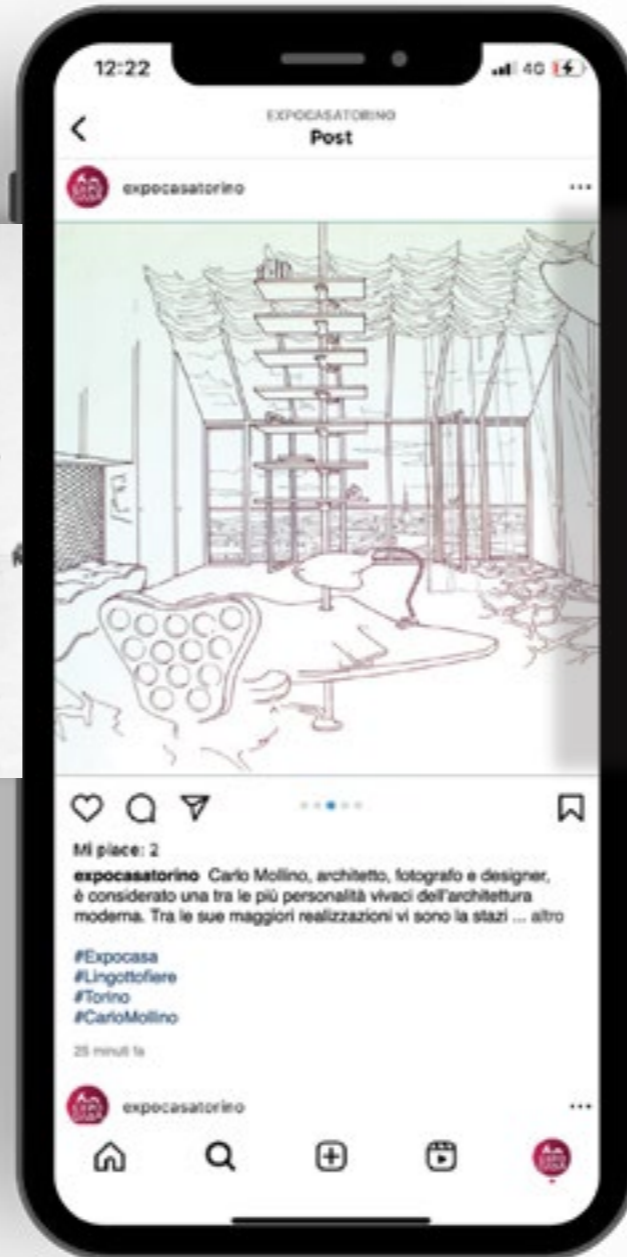 12:22
4G
EXPOCASATORINO
Post
expocasatorino
Mi piace: 2
expocasatorino Carlo Mollino, architetto, fotografo e designer,
è considerato una tra le più personalità vivaci dell'architettura
moderna. Tra le sue maggiori realizzazioni vi sono la stazi ... altro
#Expocasa
#Lingottofiere
#Torino
#CarloMollino
25 minuti fa
expocasatorino